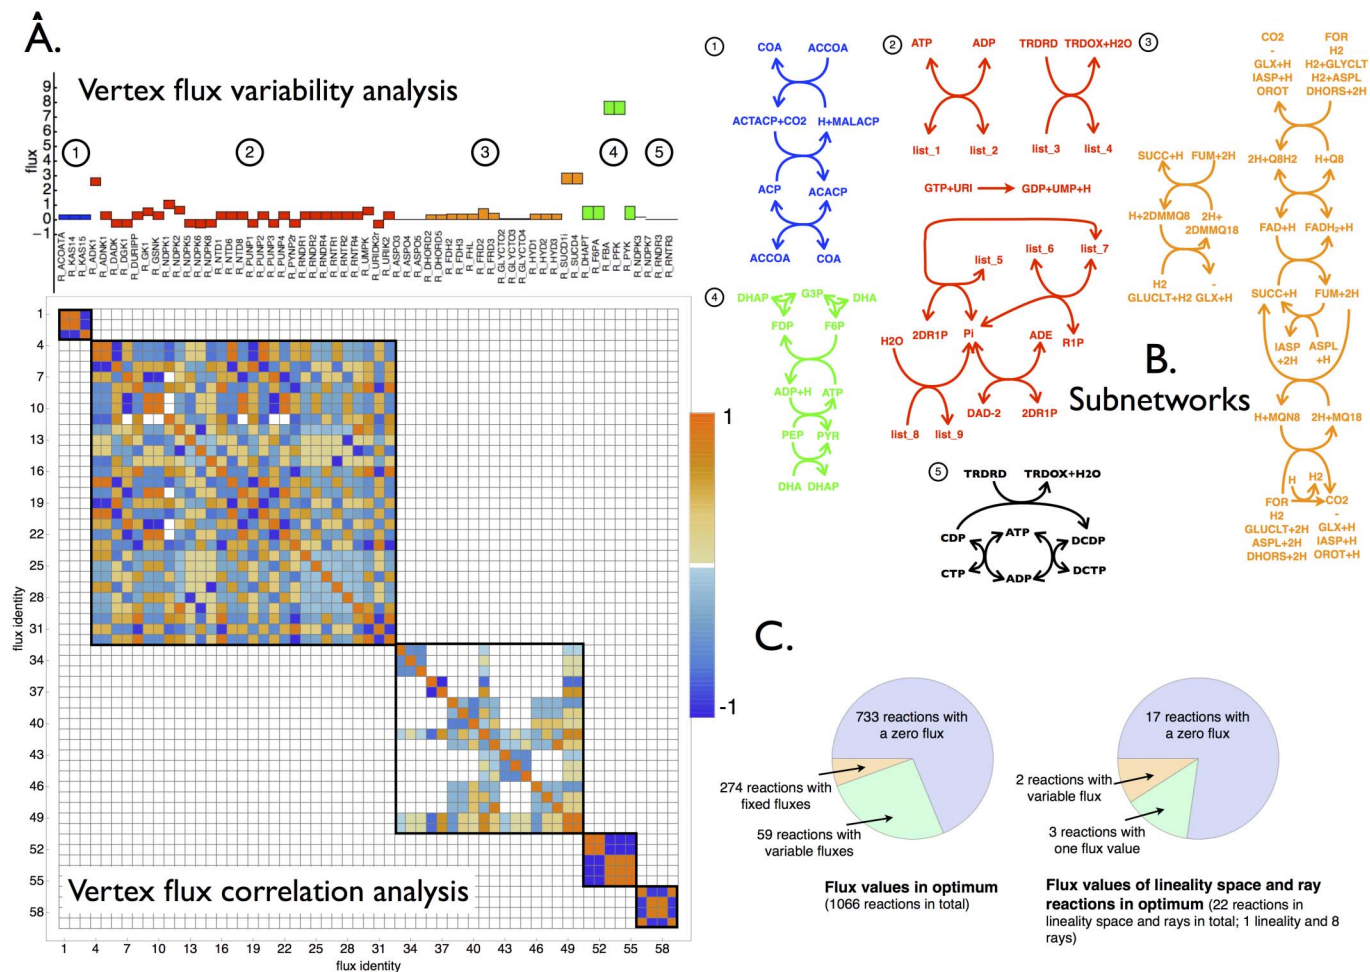 A.
Vertex flux variability analysis
flux
9
8
7
6
5
4
3
2
1
0
−1
1
2
3
4
5
R_ACOATA
R_KAS14
R_KAS15
R_ADK1
R_ADNK1
R_DADK
R_DGK1
R_DURIPP
R_GK1
R_GSNK
R_NDPK1
R_NDPK2
R_NDPK5
R_NDPK6
R_NDPK8
R_NTD1
R_NTD6
R_PUNP1
R_PUNP2
R_PUNP3
R_PUNP4
R_PYNP2r
R_RNDR1
R_RNDR2
R_RNDR4
R_RNTR1
R_RNTR2
R_RNTR4
R_UMPK
R_URIDK2r
R_URIK2
R_ASPO3
R_ASPO4
R_ASPO5
R_DHORD2
R_DHORD5
R_FDH2
R_FDH3
R_FHL
R_FRD2
R_FRD3
R_GLYCTO2
R_GLYCTO3
R_GLYCTO4
R_HYD1
R_HYD2
R_HYD3
R_SUCD1i
R_SUCD4
R_DHAPT
R_F6PA
R_FBA
R_PFK
R_PYK
R_NDPK3
R_NDPK7
R_RNDR3
R_RNTR3
flux identity
1
4
7
10
13
16
19
22
25
28
31
flux identity
34
37
40
43
46
49
52
55
58
Vertex flux correlation analysis
1 4 7 10 13 16 19 22 25 28 31 34 37 40 43 46 49 52 55 58
flux identity
1
-1
B.
Subnetworks
1
COA ACCOA
ACTACP+CO2 H+MALACP
ACP ACACP
ACCOA COA
2
ATP ADP TRDRD TRDOX+H2O
list_1 list_2 list_3 list_4
GTP+URI GDP+UMP+H
list_6 list_7
list_5
H2O 2DR1P Pi ADE R1P
DAD-2 2DR1P
list_8 list_9
3
CO2 FOR
- H2
GLX+H H2+GLYCLT
IASP+H H2+ASPL
OROT DHORS+2H
2H+Q8H2 H+Q8
SUCC+H FUM+2H
H+2DMMQ8 2H+
2DMMQ18
H2 -
GLUCLT+H2 GLX+H
FAD+H FADH₂+H
SUCC+H FUM+2H
IASP ASPL
+2H +H
H+MQN8 2H+MQ18
H H2
FOR CO2
H2 -
GLUCLT+2H GLX+H
ASPL+2H IASP+H
DHORS+2H OROT+H
4
DHAP G3P DHA
FDP F6P
ADP+H ATP
PEP PYR
DHA DHAP
5
TRDRD TRDOX+H2O
CDP ATP DCDP
CTP ADP DCTP
C.
733 reactions with
a zero flux
274 reactions with
fixed fluxes
59 reactions with
variable fluxes
Flux values in optimum
(1066 reactions in total)
17 reactions with
a zero flux
2 reactions with
variable flux
3 reactions with
one flux value
Flux values of lineality space and ray
reactions in optimum (22 reactions in
lineality space and rays in total; 1 lineality and 8
rays)